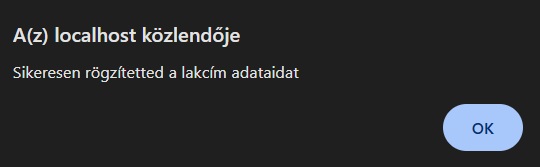 A(z) localhost közlendője
Sikeresen rögzítetted a lakcím adataidat
OK